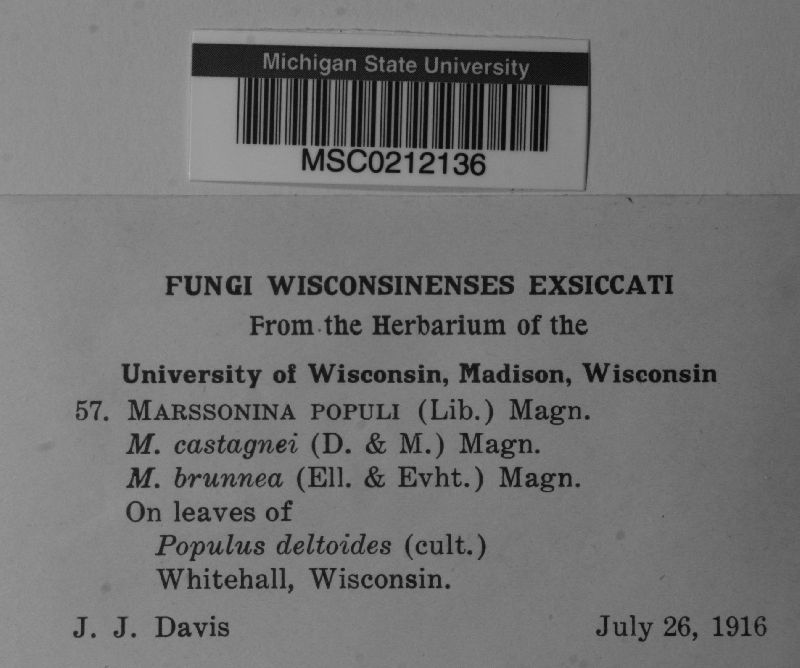 Michigan State University
MSC0212136
FUNGI WISCONSINENSES EXSICCATI
From the Herbarium of the
University of Wisconsin, Madison, Wisconsin
57. MARSSONINA POPULI (Lib.) Magn.
M. castagnei (D. & M.) Magn.
M. brunnea (Ell. & Evht.) Magn.
On leaves of
Populus deltoides (cult.)
Whitehall, Wisconsin.
J. J. Davis July 26, 1916